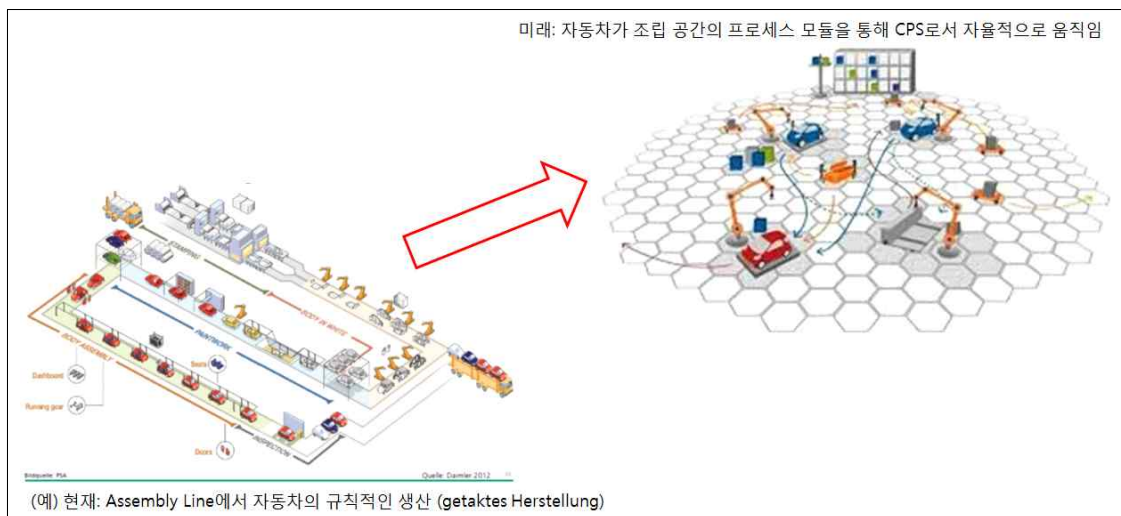 미래: 자동차가 조립 공간의 프로세스 모듈을 통해 CPS로서 자율적으로 움직임
STAMPING
BODY IN WHITE
PAINTWORK
BODY ASSEMBLY
Seats
Dashboard
Running gear
Doors
INSPECTION
Bildquelle: PSA
Quelle: Daimler 2012
(예) 현재: Assembly Line에서 자동차의 규칙적인 생산 (getaktes Herstellung)